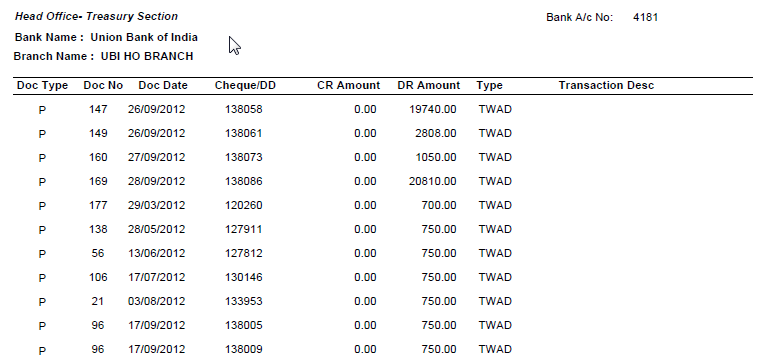 Head Office- Treasury Section Bank A/c No: 4181
Bank Name : Union Bank of India
Branch Name : UBI HO BRANCH
Doc Type Doc No Doc Date Cheque/DD CR Amount DR Amount Type Transaction Desc
P 147 26/09/2012 138058 0.00 19740.00 TWAD
P 149 26/09/2012 138061 0.00 2808.00 TWAD
P 160 27/09/2012 138073 0.00 1050.00 TWAD
P 169 28/09/2012 138086 0.00 20810.00 TWAD
P 177 29/03/2012 120260 0.00 700.00 TWAD
P 138 28/05/2012 127911 0.00 750.00 TWAD
P 56 13/06/2012 127812 0.00 750.00 TWAD
P 106 17/07/2012 130146 0.00 750.00 TWAD
P 21 03/08/2012 133953 0.00 750.00 TWAD
P 96 17/09/2012 138005 0.00 750.00 TWAD
P 96 17/09/2012 138009 0.00 750.00 TWAD